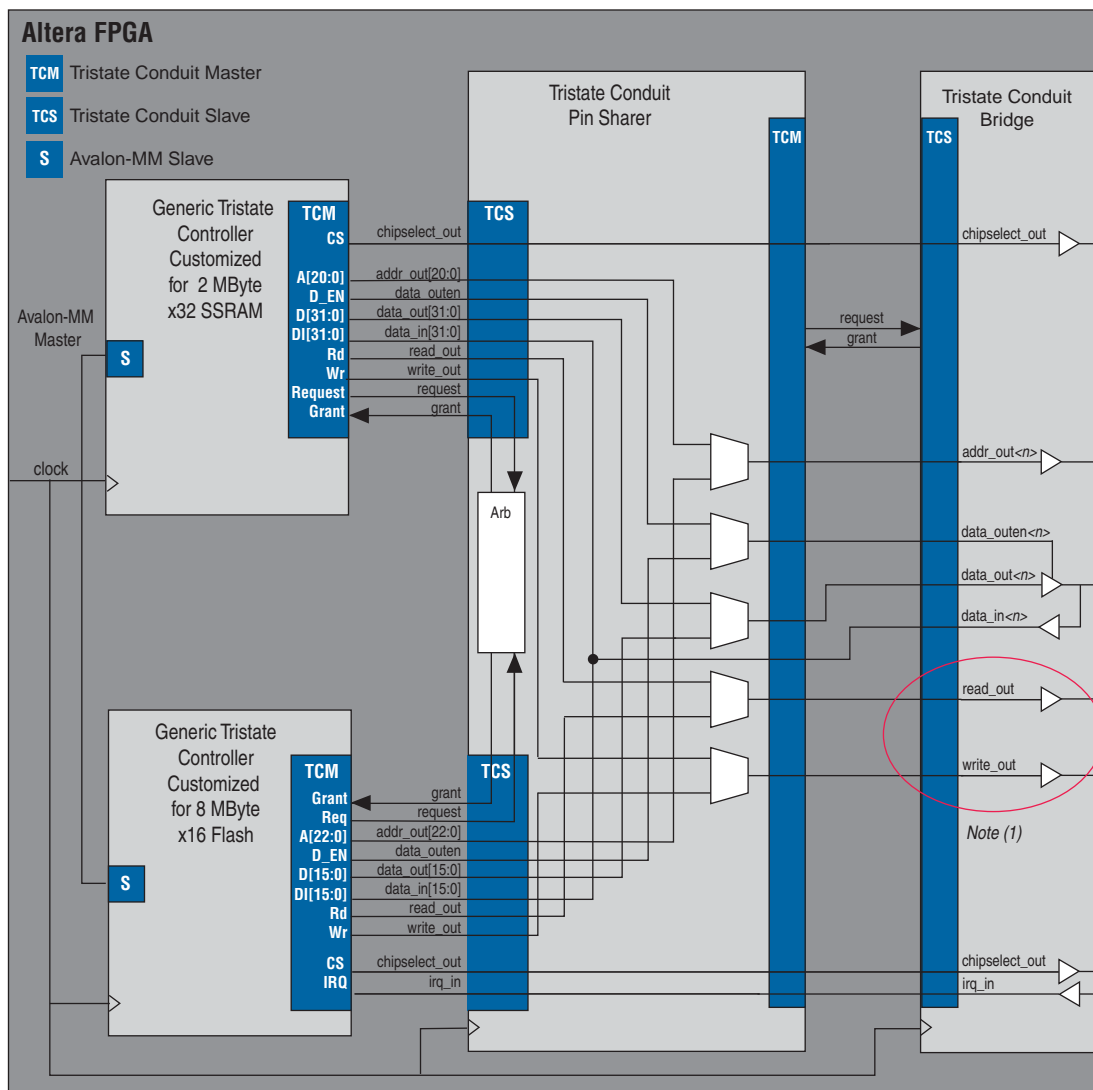 Altera FPGA
TCM Tristate Conduit Master
TCS Tristate Conduit Slave
S Avalon-MM Slave
Generic Tristate
Controller
Customized
for 2 MByte
x32 SSRAM
TCM
CS
A[20:0]
D_EN
D[31:0]
DI[31:0]
Rd
Wr
Request
Grant
chipselect_out
addr_out[20:0]
data_outen
data_out[31:0]
data_in[31:0]
read_out
write_out
request
grant
Avalon-MM
Master
S
clock
Tristate Conduit
Pin Sharer
TCS
TCM
Arb
TCS
request
grant
Tristate Conduit
Bridge
TCS
chipselect_out
addr_out<n>
data_outen<n>
data_out<n>
data_in<n>
read_out
write_out
Note (1)
chipselect_out
irq_in
Generic Tristate
Controller
Customized
for 8 MByte
x16 Flash
S
TCM
Grant
Req
A[22:0]
D_EN
D[15:0]
DI[15:0]
Rd
Wr
CS
IRQ
grant
request
addr_out[22:0]
data_outen
data_out[15:0]
data_in[15:0]
read_out
write_out
chipselect_out
irq_in